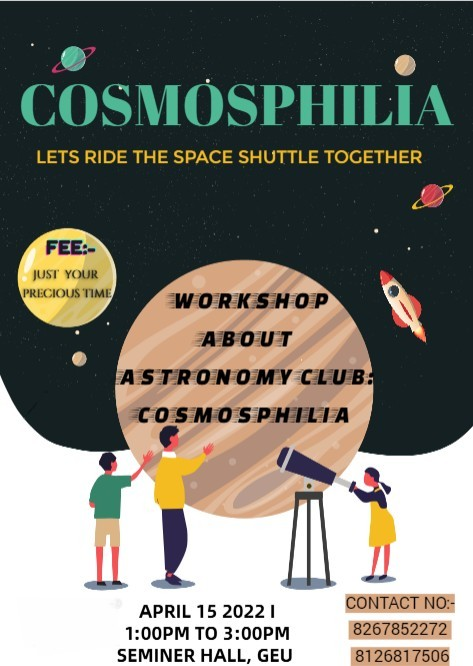 COSMOSPHILIA
LETS RIDE THE SPACE SHUTTLE TOGETHER
FEE:-
JUST YOUR
PRECIOUS TIME
WORKSHOP
ABOUT
ASTRONOMY CLUB:
COSMOSPHILIA
APRIL 15 2022 I
1:00PM TO 3:00PM
SEMINER HALL, GEU
CONTACT NO:-
8267852272
8126817506